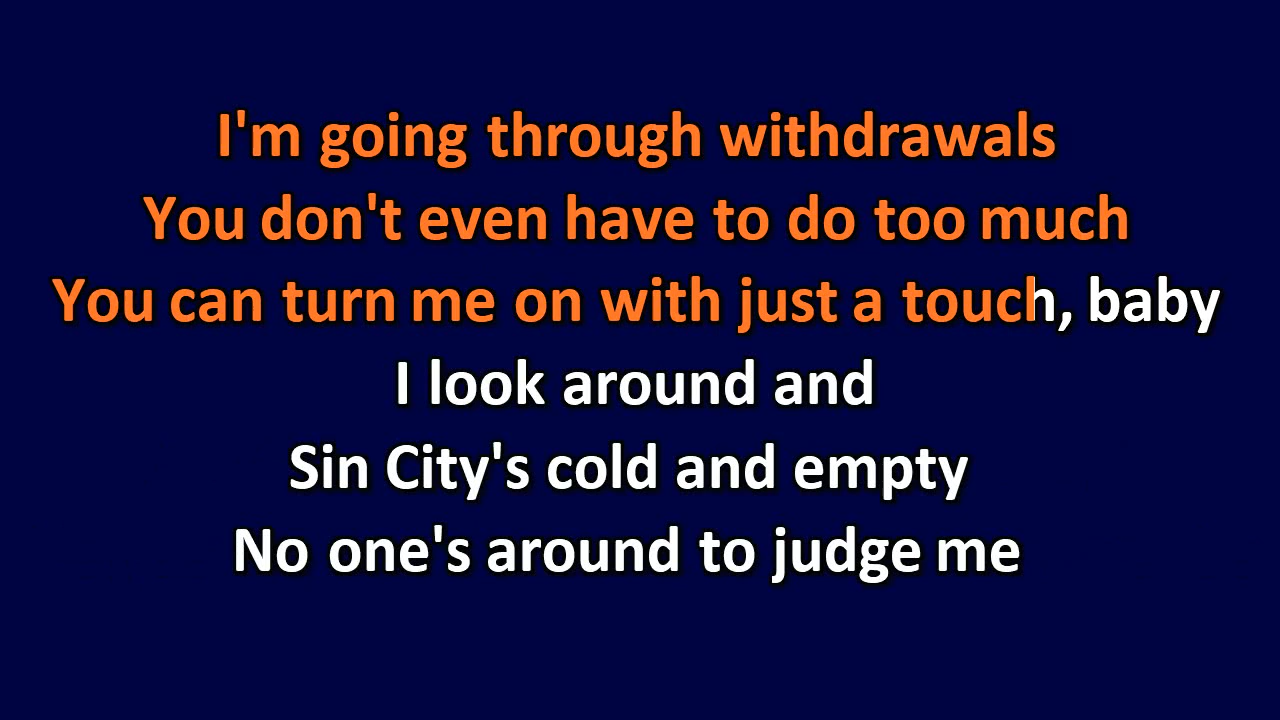 I'm going through withdrawals
You don't even have to do too much
You can turn me on with just a touch, baby
I look around and
Sin City's cold and empty
No one's around to judge me